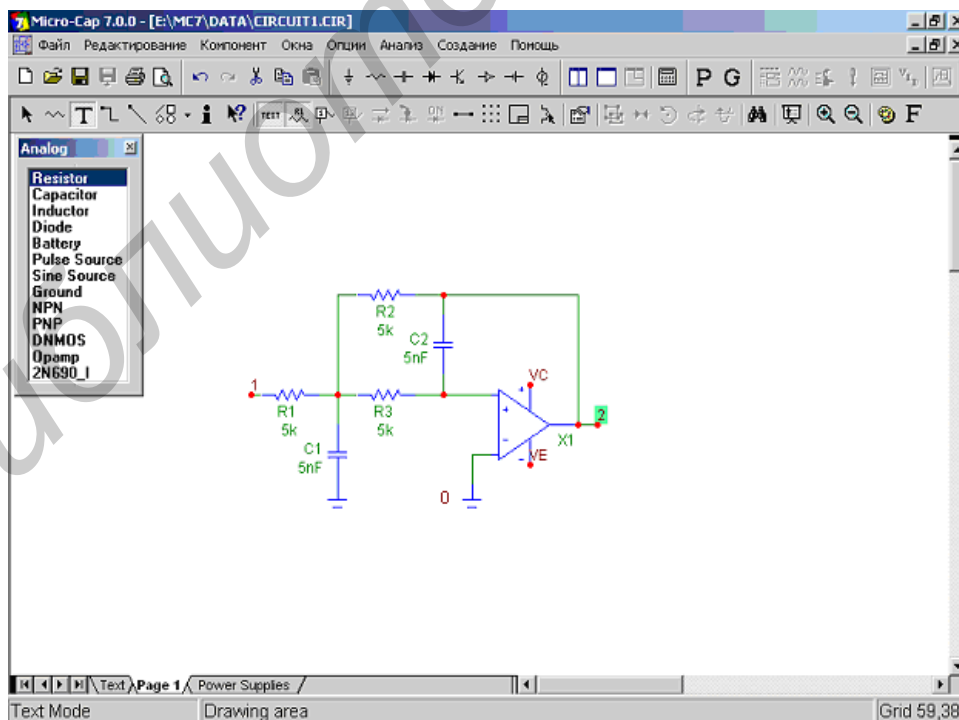 Micro-Cap 7.0.0 - [E:\MC7\DATA\CIRCUIT1.CIR]
Файл Редактирование Компонент Окна Опции Анализ Создание Помощь
P G
T TEXT F
Analog
Resistor
Capacitor
Inductor
Diode
Battery
Pulse Source
Sine Source
Ground
NPN
PNP
DNMOS
Opamp
2N690_I
R2
5k
C2
5nF
VC
1
R1
5k
R3
5k
2
X1
C1
5nF
VE
0
Text Page 1 Power Supplies
Text Mode Drawing area Grid 59,38